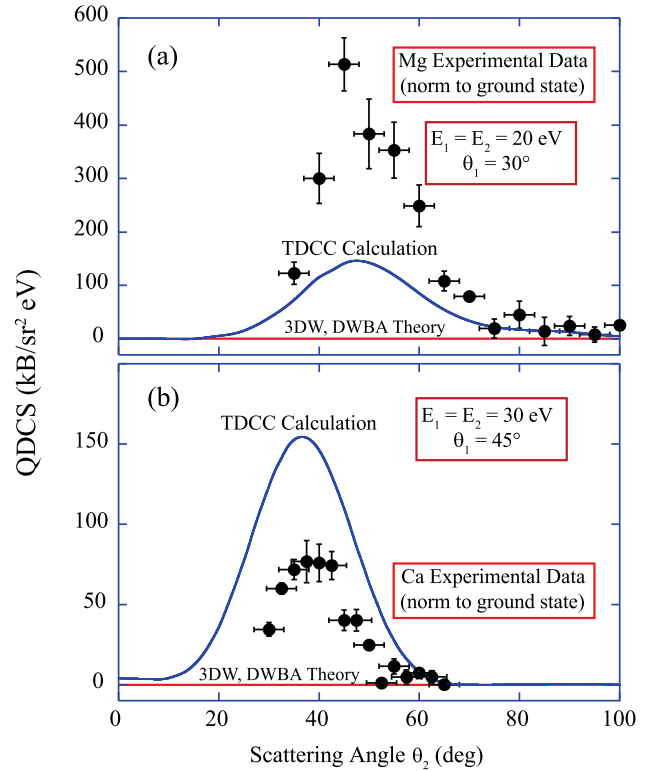 600
(a)
Mg Experimental Data
(norm to ground state)
500
E₁ = E₂ = 20 eV
θ₁ = 30°
400
300
200
TDCC Calculation
100
3DW, DWBA Theory
0
QDCS (kB/sr² eV)
(b)
TDCC Calculation
E₁ = E₂ = 30 eV
θ₁ = 45°
150
100
Ca Experimental Data
(norm to ground state)
50
3DW, DWBA Theory
0
0 20 40 60 80 100
Scattering Angle θ₂ (deg)